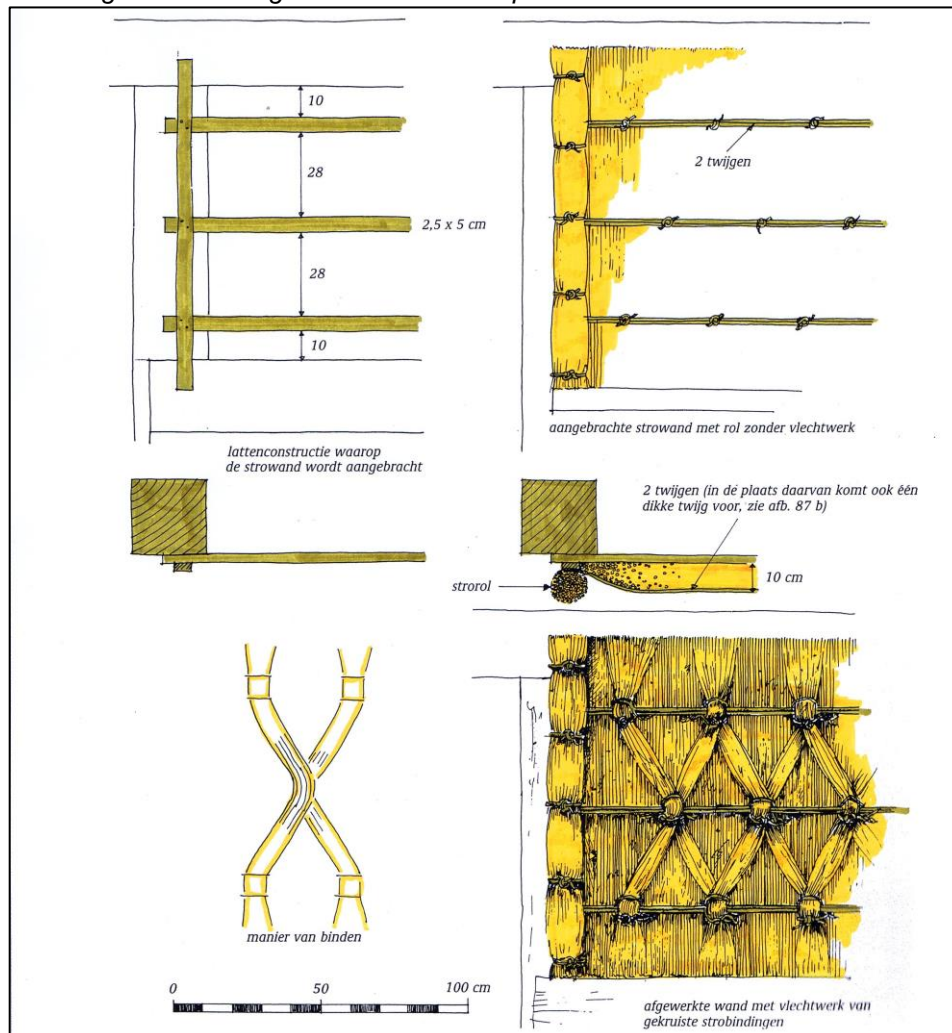 10
28
2,5 x 5 cm
28
10
lattenconstructie waarop
de strowand wordt aangebracht
2 twijgen
aangebrachte strowand met rol zonder vlechtwerk
2 twijgen (in de plaats daarvan komt ook één
dikke twijg voor, zie afb. 87 b)
strorol
10 cm
manier van binden
0 50 100 cm
afgewerkte wand met vlechtwerk van
gekruiste strobindingen